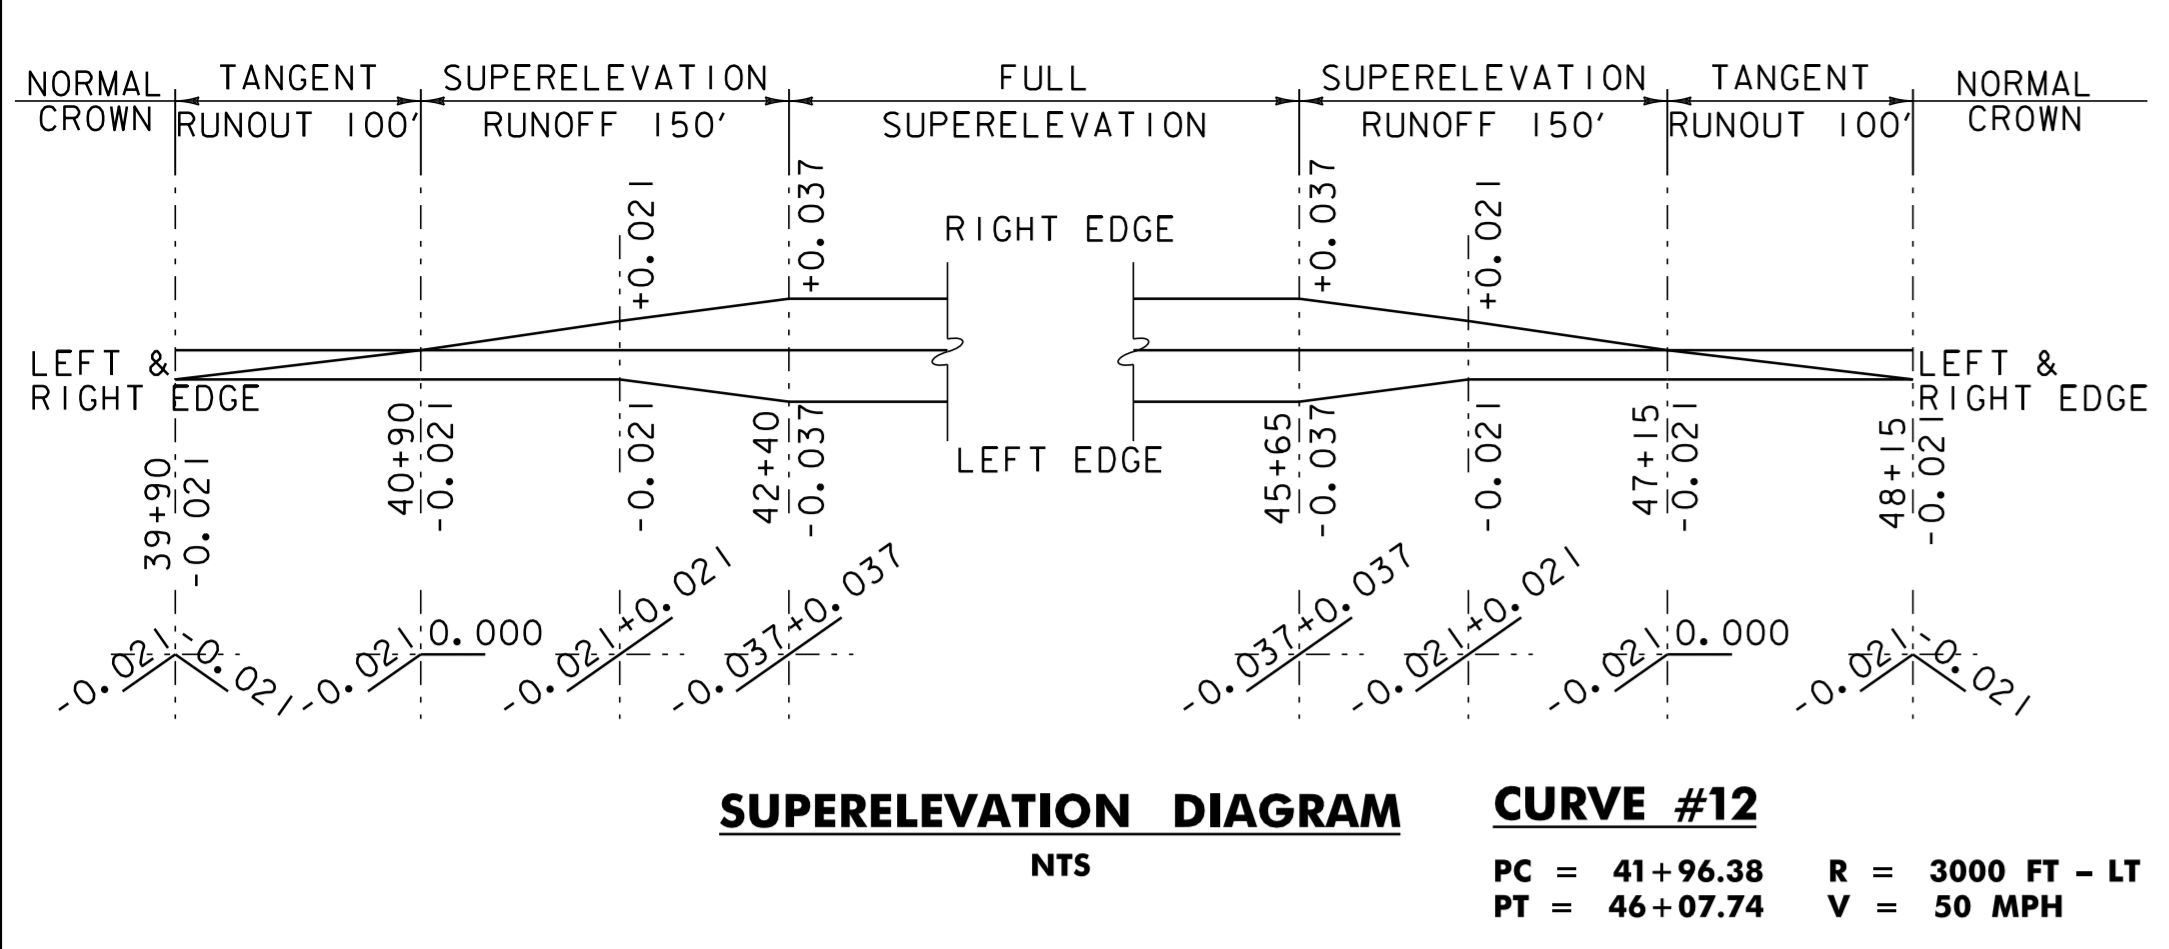 NORMAL
CROWN
TANGENT
RUNOUT 100'
SUPERELEVATION
RUNOFF 150'
FULL
SUPERELEVATION
SUPERELEVATION
RUNOFF 150'
TANGENT
RUNOUT 100'
NORMAL
CROWN
+0.021
+0.037
RIGHT EDGE
+0.037
+0.021
LEFT &
RIGHT EDGE
LEFT &
RIGHT EDGE
LEFT EDGE
39+90
-0.021
40+90
-0.021
-0.021
42+40
-0.037
45+65
-0.037
-0.021
47+15
-0.021
48+15
-0.021
-0.021
-0.021
-0.021
0.000
-0.021
+0.021
-0.037
+0.037
-0.037
+0.037
-0.021
+0.021
-0.021
0.000
-0.021
-0.021
SUPERELEVATION DIAGRAM
NTS
CURVE #12
PC = 41+96.38 R = 3000 FT - LT
PT = 46+07.74 V = 50 MPH